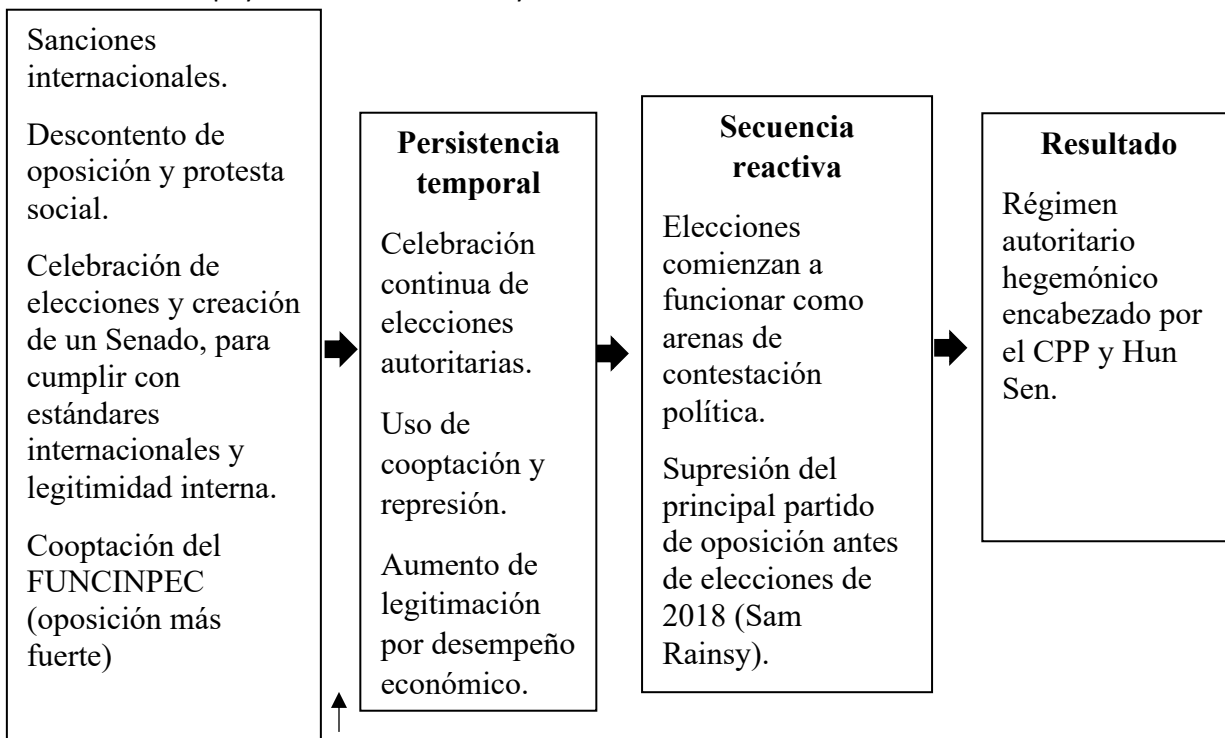 Sanciones
internacionales.
Descontento de
oposición y protesta
social.
Celebración de
elecciones y creación
de un Senado, para
cumplir con
estándares
internacionales y
legitimidad interna.
Cooptación del
FUNCINPEC
(oposición más
fuerte)
Persistencia
temporal
Celebración
continua de
elecciones
autoritarias.
Uso de
cooptación y
represión.
Aumento de
legitimación
por desempeño
económico.
Secuencia
reactiva
Elecciones
comienzan a
funcionar como
arenas de
contestación
política.
Supresión del
principal partido
de oposición antes
de elecciones de
2018 (Sam
Rainsy).
Resultado
Régimen
autoritario
hegemónico
encabezado por
el CPP y Hun
Sen.